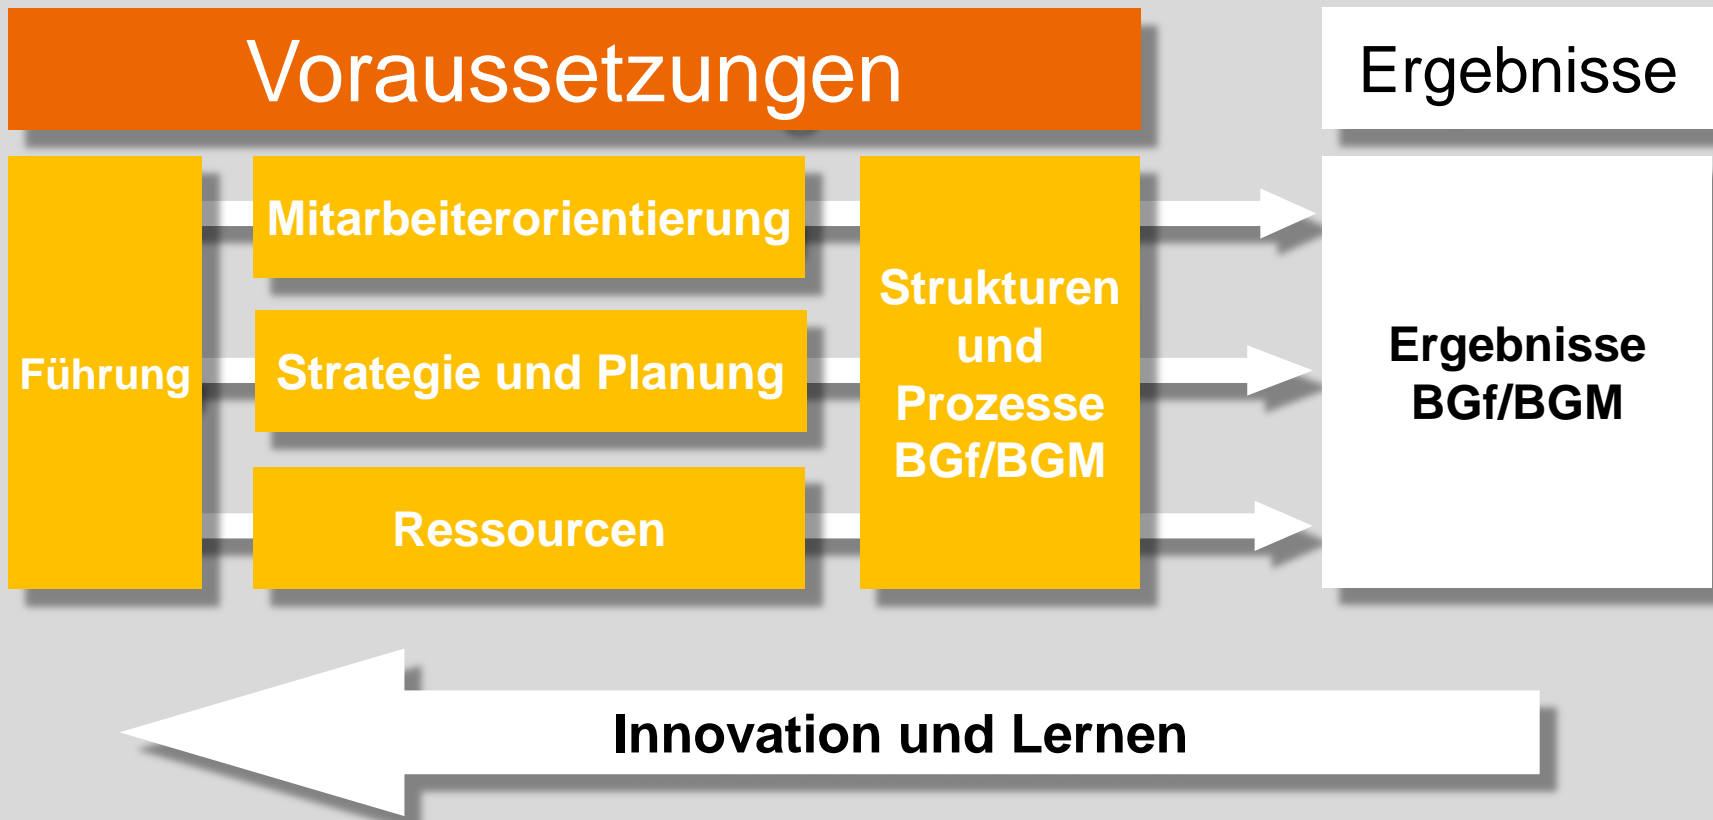 Voraussetzungen
Ergebnisse
Führung
Mitarbeiterorientierung
Strategie und Planung
Ressourcen
Strukturen
und
Prozesse
BGf/BGM
Ergebnisse
BGf/BGM
Innovation und Lernen